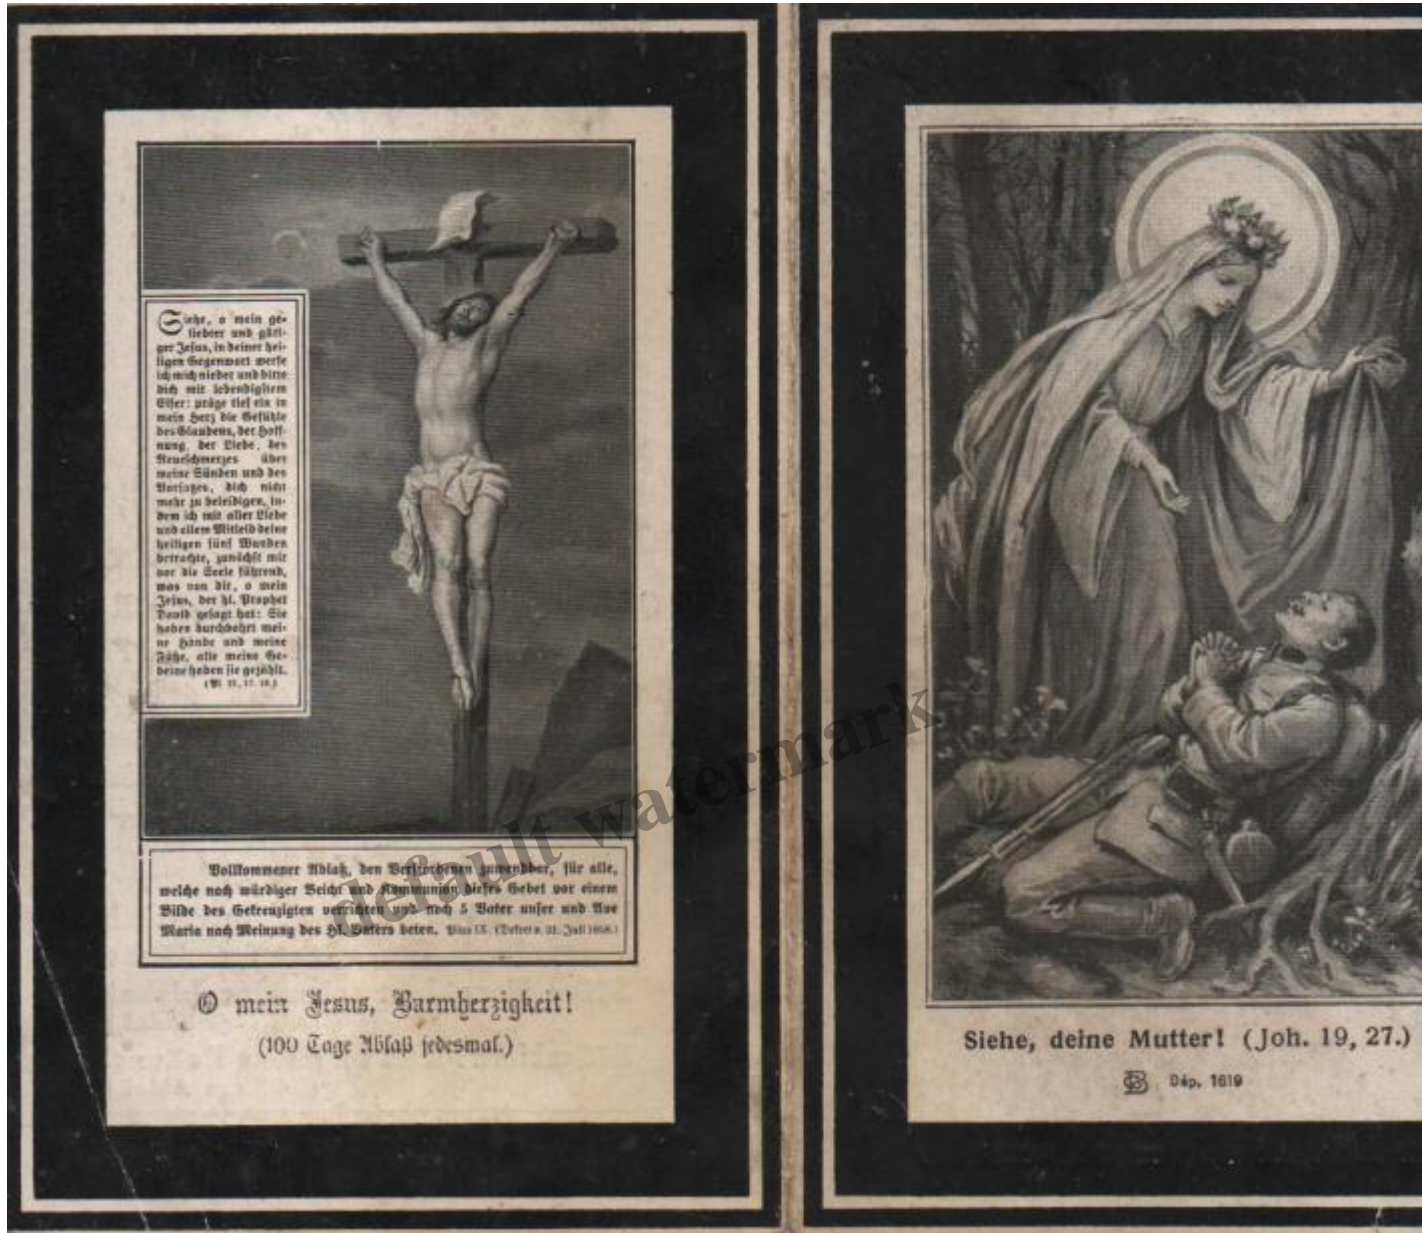 Siehe, o mein ge-
liebter und güti-
ger Jesus, in deiner hei-
ligen Gegenwart werfe
ich mich nieder und bitte
dich mit lebendigstem
Eifer: präge tief ein in
mein Herz die Gefühle
des Glaubens, der Hoff-
nung, der Liebe, des
Reueschmerzes über
meine Sünden und des
Vorsatzes, dich nicht
mehr zu beleidigen, in-
dem ich mit aller Liebe
und allem Mitleid deine
heiligen fünf Wunden
betrachte, zunächst mir
vor die Seele führend,
was von dir, o mein
Jesus, der hl. Prophet
David gesagt hat: Sie
haben durchbohrt mei-
ne Hände und meine
Füße, alle meine Ge-
beine haben sie gezählt.
Vollkommener Ablaß, den Verstorbenen zuwendbar, für alle,
welche nach würdiger Beicht und Kommunion dieses Gebet vor einem
Bilde des Gekreuzigten verrichten und noch 5 Vater unser und Ave
Maria nach Meinung des Hl. Vaters beten. Pius IX. (Dekret v. 31. Juli 1858.)
O mein Jesus, Barmherzigkeit!
(100 Tage Ablaß jedesmal.)
Siehe, deine Mutter! (Joh. 19, 27.)
Dép. 1619
default watermark